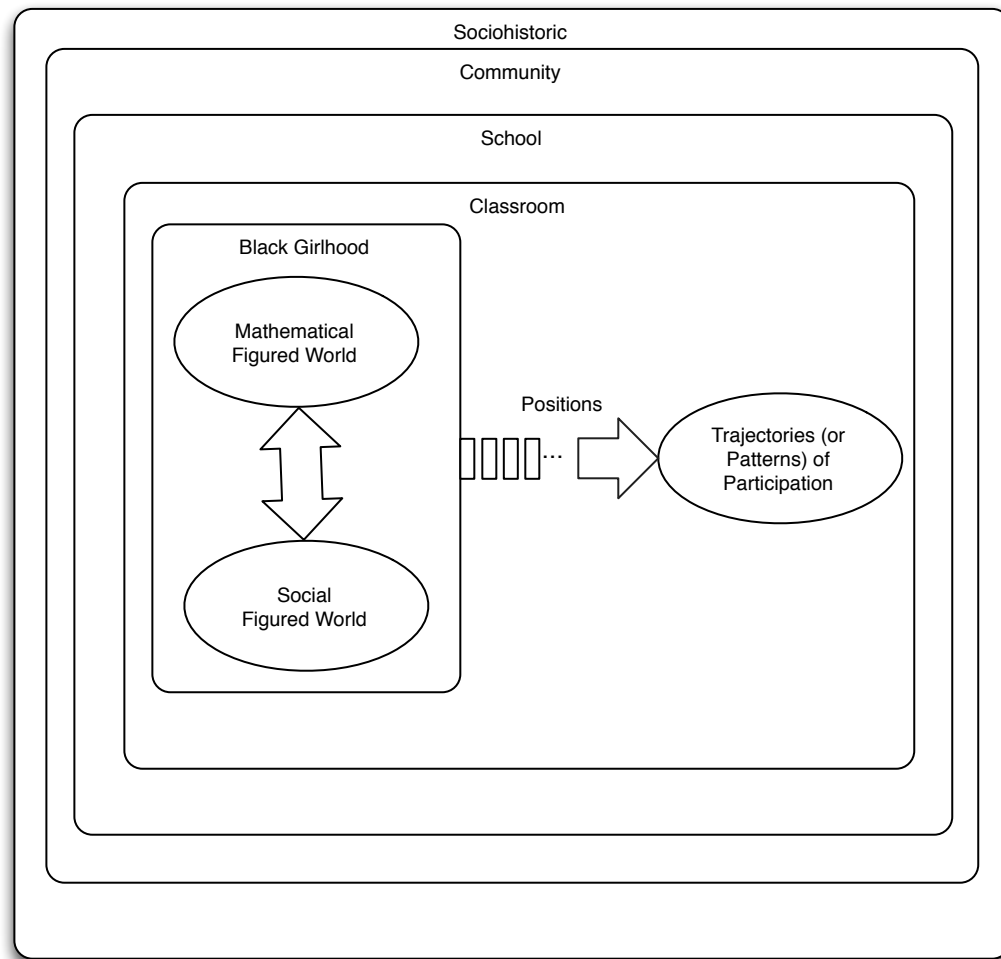 Sociohistoric
Community
School
Classroom
Black Girlhood
Mathematical
Figured World
Positions
...
Trajectories (or
Patterns) of
Participation
Social
Figured World